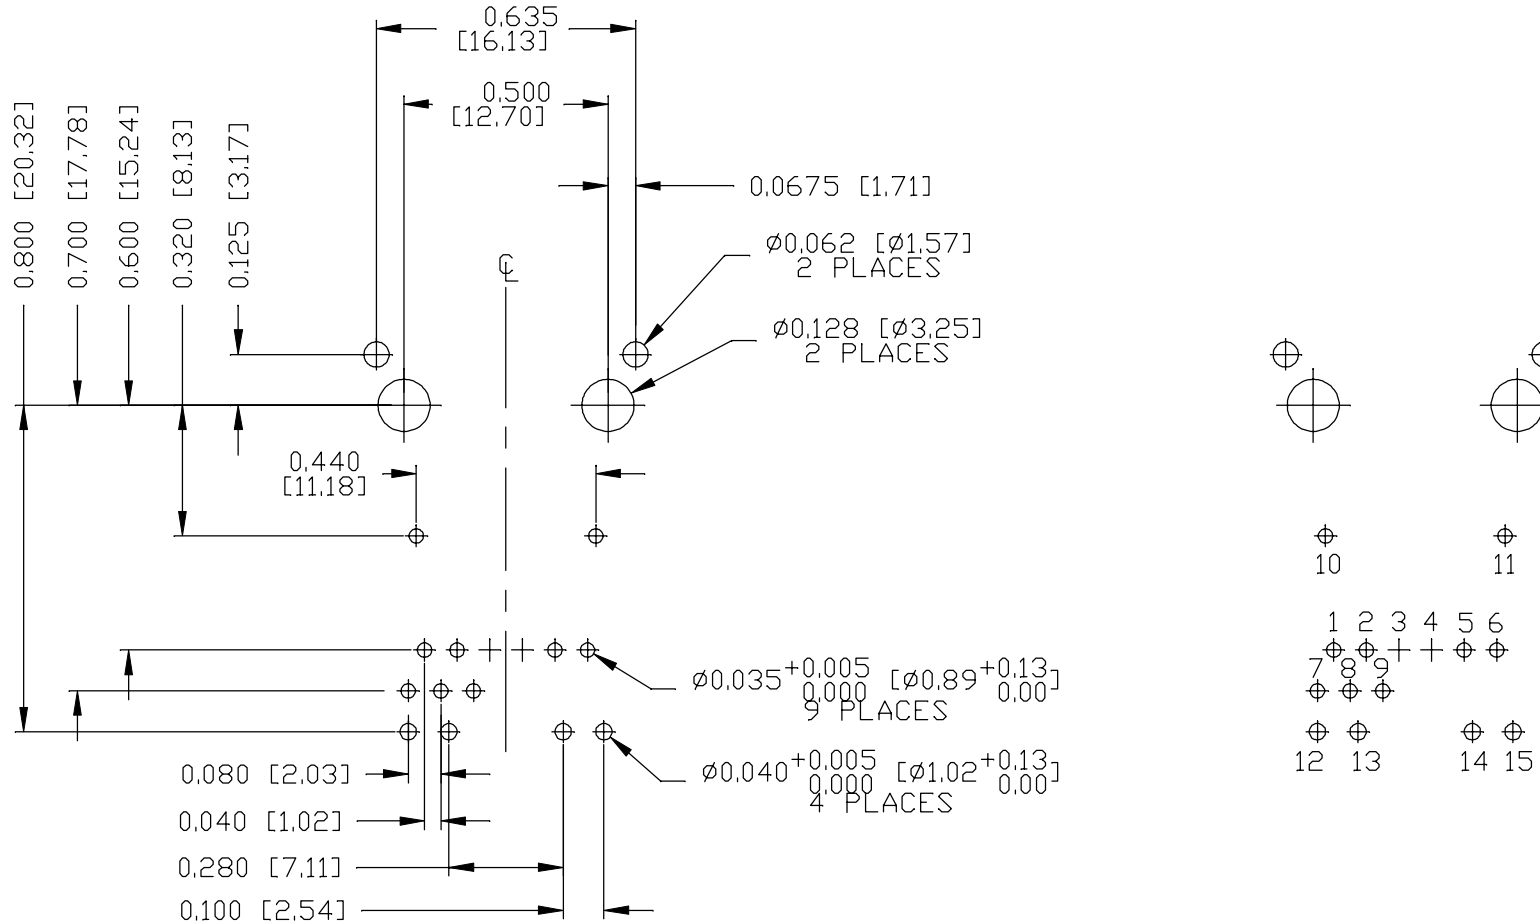 0.635
[16.13]
0.500
[12.70]
0.800 [20.32]
0.700 [17.78]
0.600 [15.24]
0.320 [8.13]
0.125 [3.17]
0.0675 [1.71]
℄
Ø0.062 [Ø1.57]
2 PLACES
Ø0.128 [Ø3.25]
2 PLACES
0.440
[11.18]
Ø0.035 +0.005 [Ø0.89 +0.13]
0.000 0.00
9 PLACES
Ø0.040 +0.005 [Ø1.02 +0.13]
0.000 0.00
4 PLACES
0.080 [2.03]
0.040 [1.02]
0.280 [7.11]
0.100 [2.54]
10 11
1 2 3 4 5 6
7 8 9
12 13 14 15